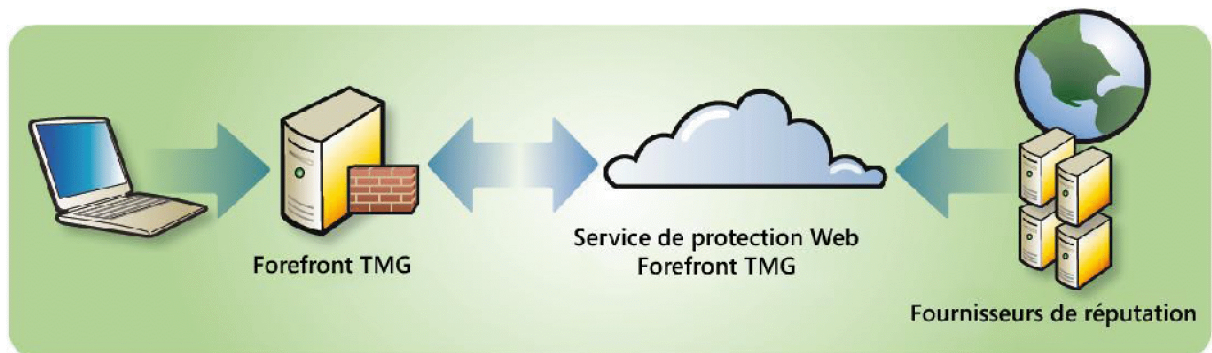 Forefront TMG
Service de protection Web
Forefront TMG
Fournisseurs de réputation